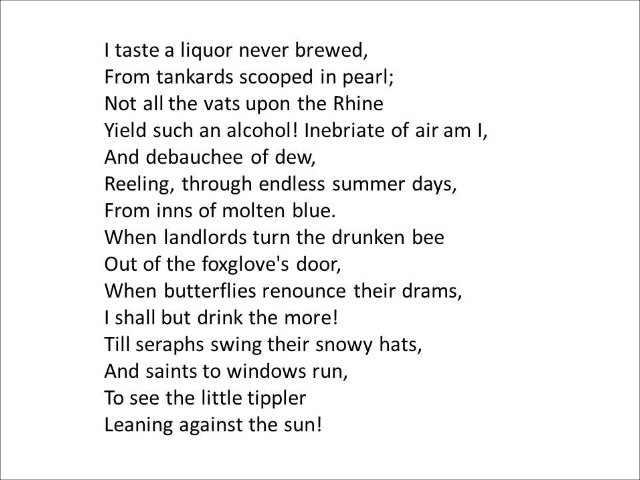 I taste a liquor never brewed,
From tankards scooped in pearl;
Not all the vats upon the Rhine
Yield such an alcohol! Inebriate of air am I,
And debauchee of dew,
Reeling, through endless summer days,
From inns of molten blue.
When landlords turn the drunken bee
Out of the foxglove's door,
When butterflies renounce their drams,
I shall but drink the more!
Till seraphs swing their snowy hats,
And saints to windows run,
To see the little tippler
Leaning against the sun!